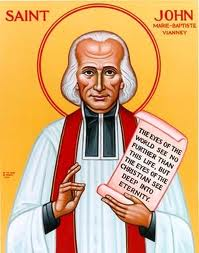 SAINT JOHN
MARIE-BAPTISTE
VIANNEY
THE EYES OF THE
WORLD SEE NO
FURTHER THAN
THIS LIFE, BUT
THE EYES OF THE
CHRISTIAN SEE
DEEP INTO
ETERNITY.